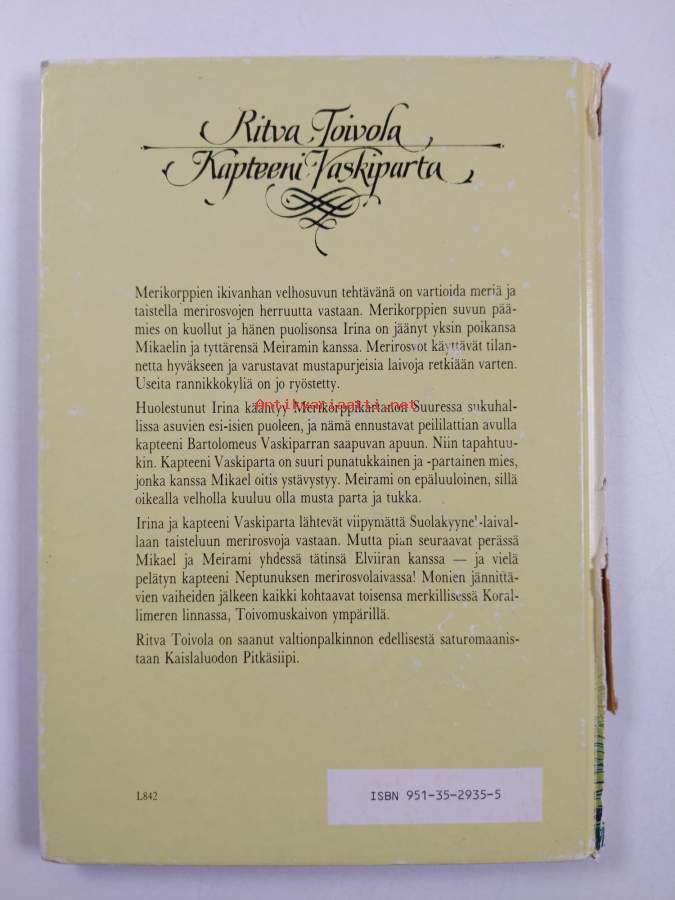 Ritva Toivola
Kapteeni Vaskiparta
Merikorppien ikivanhan velhosuvun tehtävänä on vartioida meriä ja
taistella merirosvojen herruutta vastaan. Merikorppien suvun pää-
mies on kuollut ja hänen puolisonsa Irina on jäänyt yksin poikansa
Mikaelin ja tyttärensä Meiramin kanssa. Merirosvot käyttävät tilan-
netta hyväkseen ja varustavat mustapurjeisia laivoja retkiään varten.
Useita rannikkokyliä on jo ryöstetty.
Antikvariaatti.net
Huolestunut Irina kääntyy Merikorppikartanon Suuressa sukuhal-
lissa asuvien esi-isien puoleen, ja nämä ennustavat peililattian avulla
kapteeni Bartolomeus Vaskiparran saapuvan apuun. Niin tapahtuu-
kin. Kapteeni Vaskiparta on suuri punatukkainen ja -partainen mies,
jonka kanssa Mikael oitis ystävystyy. Meirami on epäluuloinen, sillä
oikealla velholla kuuluu olla musta parta ja tukka.
Irina ja kapteeni Vaskiparta lähtevät viipymättä Suolakyynel-laival-
laan taisteluun merirosvoja vastaan. Mutta pian seuraavat perässä
Mikael ja Meirami yhdessä tätinsä Elviiran kanssa — ja vielä
pelätyn kapteeni Neptunuksen merirosvolaivassa! Monien jännittä-
vien vaiheiden jälkeen kaikki kohtaavat toisensa merkillisessä Koral-
limeren linnassa, Toivomuskaivon ympärillä.
Ritva Toivola on saanut valtionpalkinnon edellisestä saturomaanis-
taan Kaislaluodon Pitkäsiipi.
L842
ISBN 951-35-2935-5